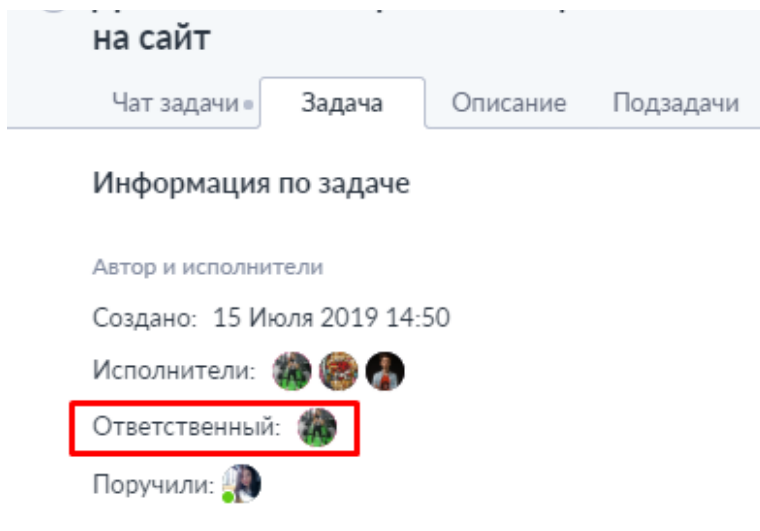 на сайт
Чат задачи Задача Описание Подзадачи
Информация по задаче
Автор и исполнители
Создано: 15 Июля 2019 14:50
Исполнители:
Ответственный:
Поручили: